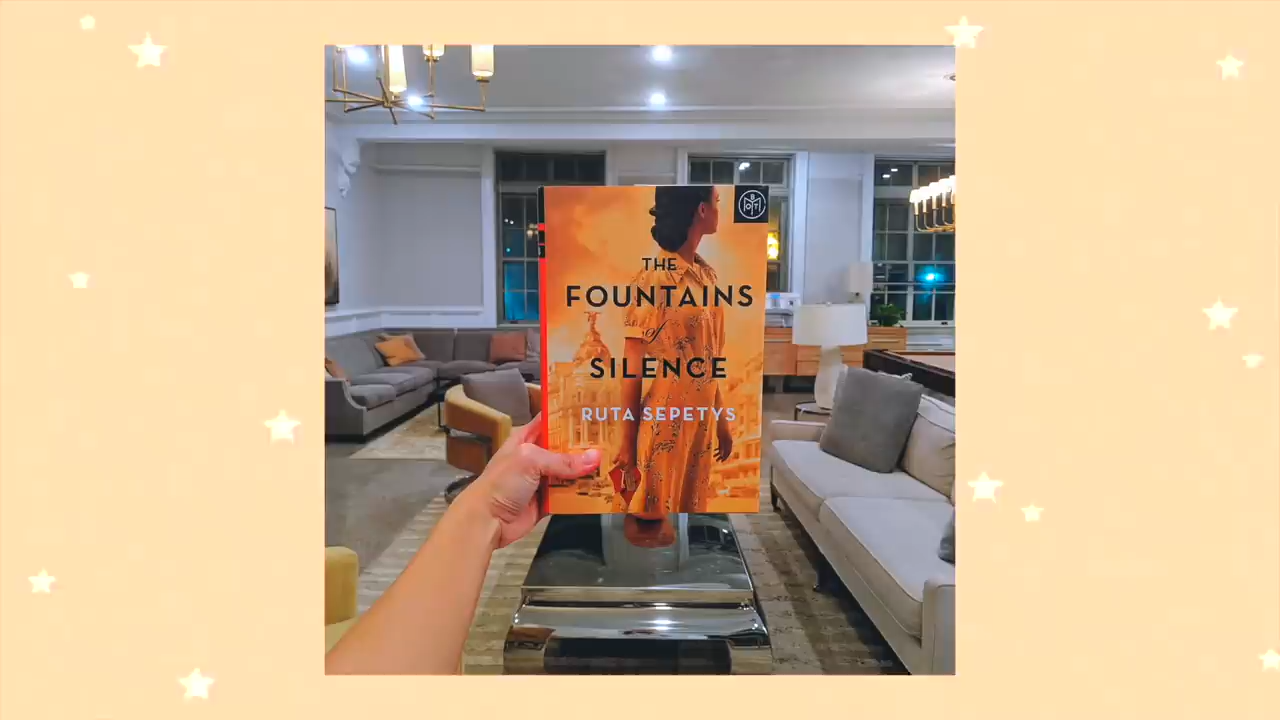 THE
FOUNTAINS
of
SILENCE
RUTA SEPETYS